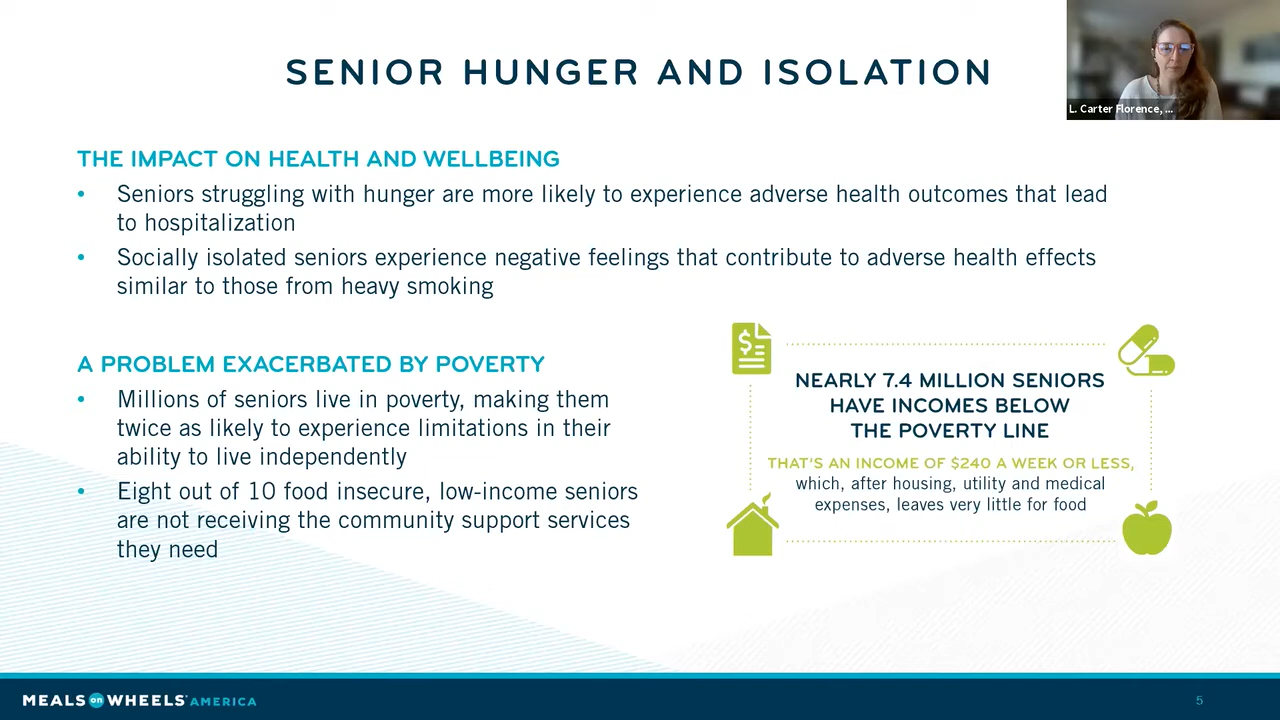 SENIOR HUNGER AND ISOLATION
L. Carter Florence, ...
THE IMPACT ON HEALTH AND WELLBEING
• Seniors struggling with hunger are more likely to experience adverse health outcomes that lead
to hospitalization
• Socially isolated seniors experience negative feelings that contribute to adverse health effects
similar to those from heavy smoking
A PROBLEM EXACERBATED BY POVERTY
• Millions of seniors live in poverty, making them
twice as likely to experience limitations in their
ability to live independently
• Eight out of 10 food insecure, low-income seniors
are not receiving the community support services
they need
$
NEARLY 7.4 MILLION SENIORS
HAVE INCOMES BELOW
THE POVERTY LINE
THAT'S AN INCOME OF $240 A WEEK OR LESS,
which, after housing, utility and medical
expenses, leaves very little for food
MEALS on WHEELS AMERICA
5